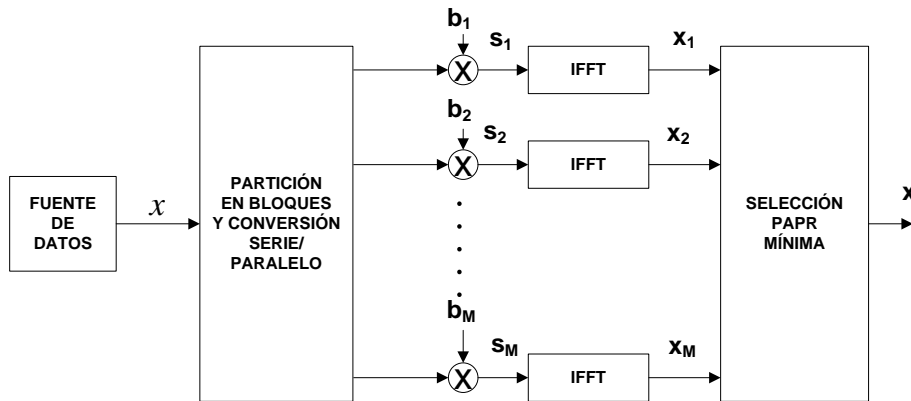 FUENTE
DE
DATOS
x
PARTICIÓN
EN BLOQUES
Y CONVERSIÓN
SERIE/
PARALELO
b1
X
s1
IFFT
x1
b2
X
s2
IFFT
x2
bM
X
sM
IFFT
xM
SELECCIÓN
PAPR
MÍNIMA
x